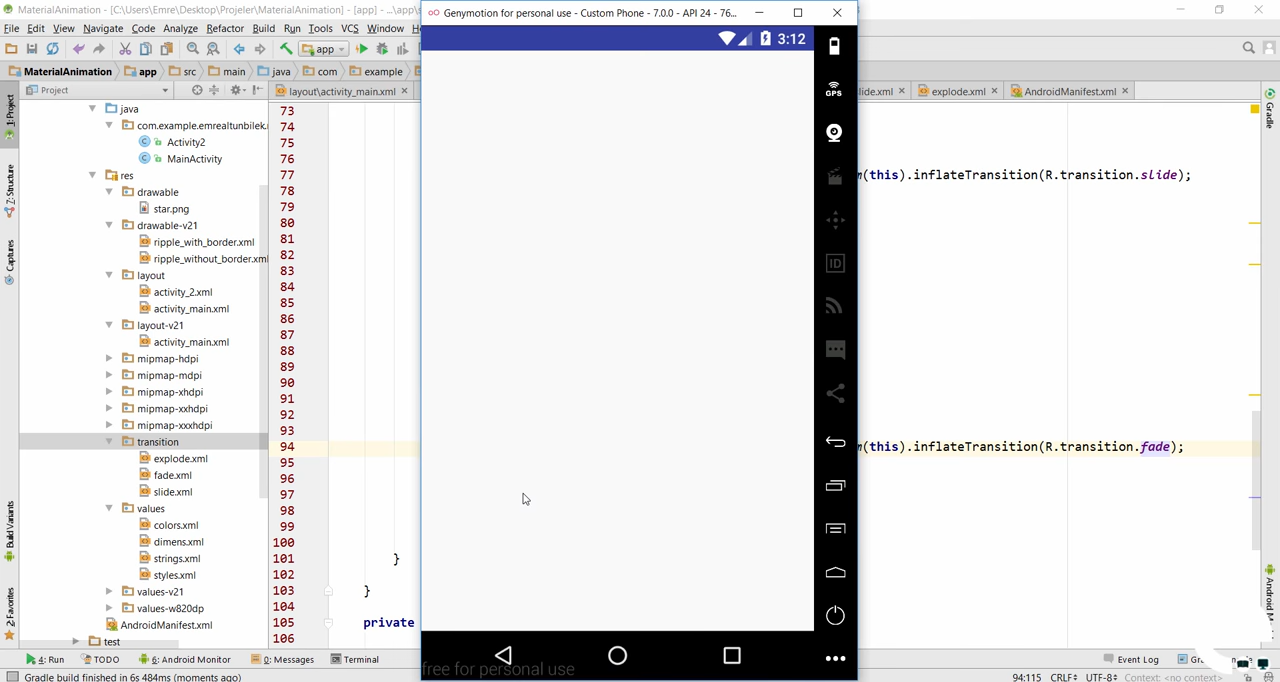 MaterialAnimation - [C:\Users\Emre\Desktop\Projeler\MaterialAnimation] - [app] - ...\app\s
Genymotion for personal use - Custom Phone - 7.0.0 - API 24 - 76...
File Edit View Navigate Code Analyze Refactor Build Run Tools VCS Window
3:12
app
MaterialAnimation app src main java com example
GPS
Project
layout\activity_main.xml
lide.xml explode.xml AndroidManifest.xml
1: Project
7: Structure
Captures
Build Variants
2: Favorites
Gradle
java
com.example.emrealtunbilek.
Activity2
MainActivity
res
drawable
star.png
drawable-v21
ripple_with_border.xml
ripple_without_border.xml
layout
activity_2.xml
activity_main.xml
layout-v21
activity_main.xml
mipmap-hdpi
mipmap-mdpi
mipmap-xhdpi
mipmap-xxhdpi
mipmap-xxxhdpi
transition
explode.xml
fade.xml
slide.xml
values
colors.xml
dimens.xml
strings.xml
styles.xml
values-v21
values-w820dp
AndroidManifest.xml
test
73
74
75
76
77 (this).inflateTransition(R.transition.slide);
78
79
80
81
82
83
84
85
86
87
88
89
90
91
92
93
94 (this).inflateTransition(R.transition.fade);
95
96
97
98
99
100
101 }
102
103 }
104
105 private
106
ID
free for personal use
4: Run TODO 6: Android Monitor 0: Messages Terminal
Event Log
Gradle build finished in 6s 484ms (moments ago)
94:115 CRLF UTF-8 Context: <no context>